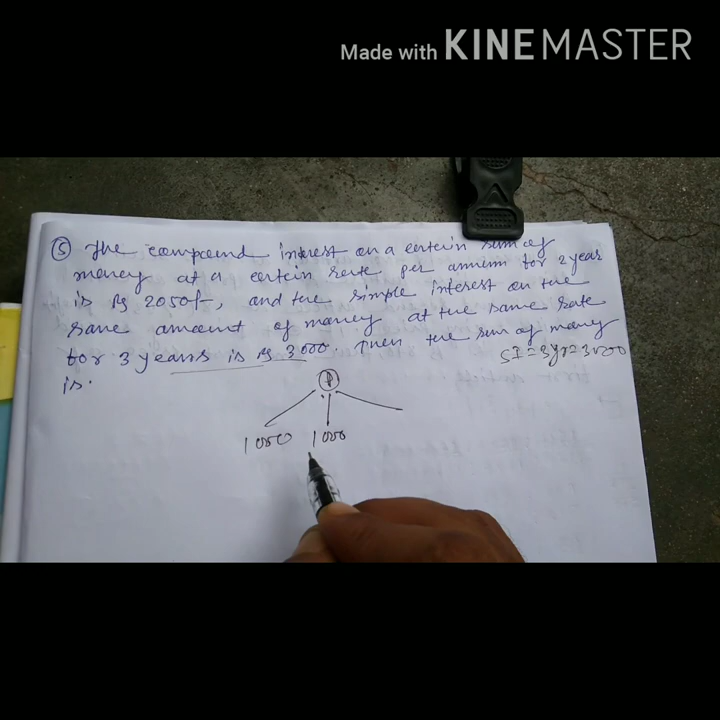 Made with KINEMASTER
⑤ The compound interest on a certain sum of
money at a certain rate per annum for 2 year
is Rs 2050/-, and the simple interest on the
same amount of money at the same rate
for 3 years is Rs 3000. Then the sum of money
is.
SI = 3yr = 3000
P
1000 1000